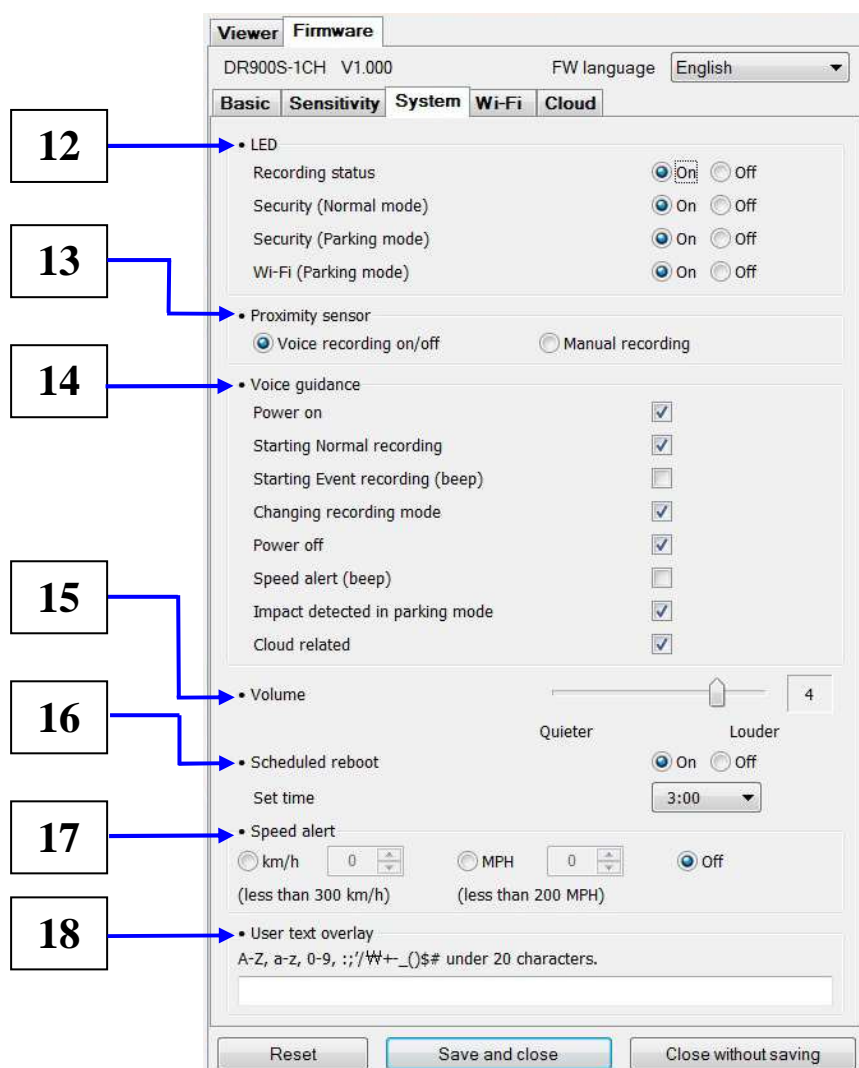 Viewer Firmware
DR900S-1CH V1.000 FW language English
Basic Sensitivity System Wi-Fi Cloud
12 • LED
Recording status On Off
Security (Normal mode) On Off
Security (Parking mode) On Off
13 Wi-Fi (Parking mode) On Off
• Proximity sensor
Voice recording on/off Manual recording
14 • Voice guidance
Power on
Starting Normal recording
Starting Event recording (beep)
Changing recording mode
Power off
15 Speed alert (beep)
Impact detected in parking mode
Cloud related
• Volume 4
16 Quieter Louder
• Scheduled reboot On Off
Set time 3:00
17 • Speed alert
km/h 0 MPH 0 Off
(less than 300 km/h) (less than 200 MPH)
18 • User text overlay
A-Z, a-z, 0-9, :;'/₩+-_()$# under 20 characters.
Reset Save and close Close without saving